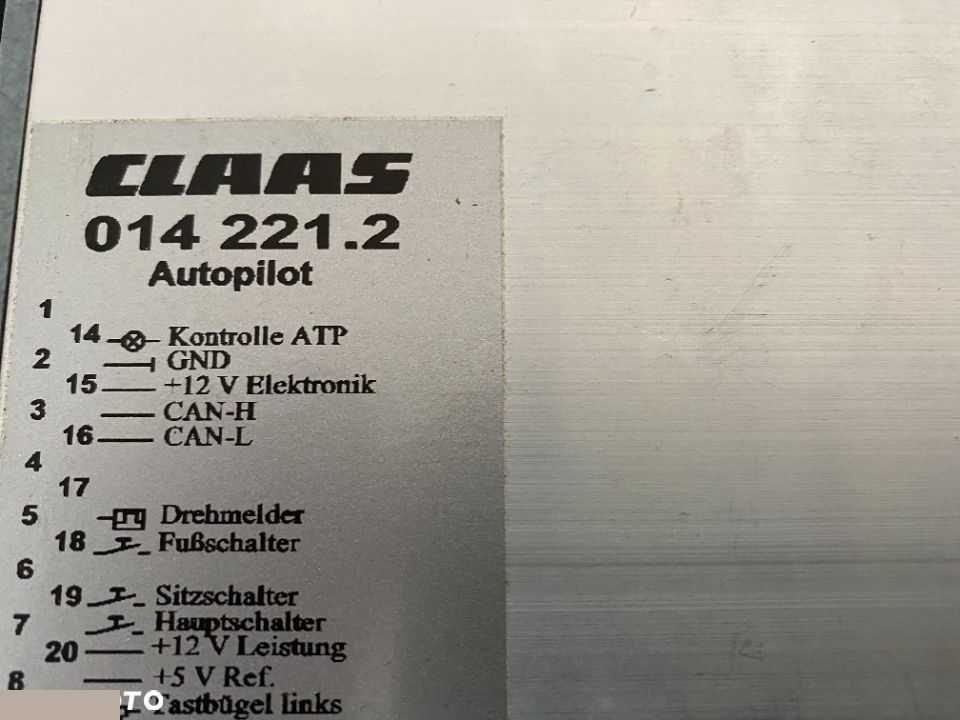 CLAAS
014 221.2
Autopilot
1
14 Kontrolle ATP
2 GND
15 +12 V Elektronik
3 CAN-H
16 CAN-L
4
17
5 Drehmelder
18 Fußschalter
6
19 Sitzschalter
7 Hauptschalter
20 +12 V Leistung
8 +5 V Ref.
Tastbügel links